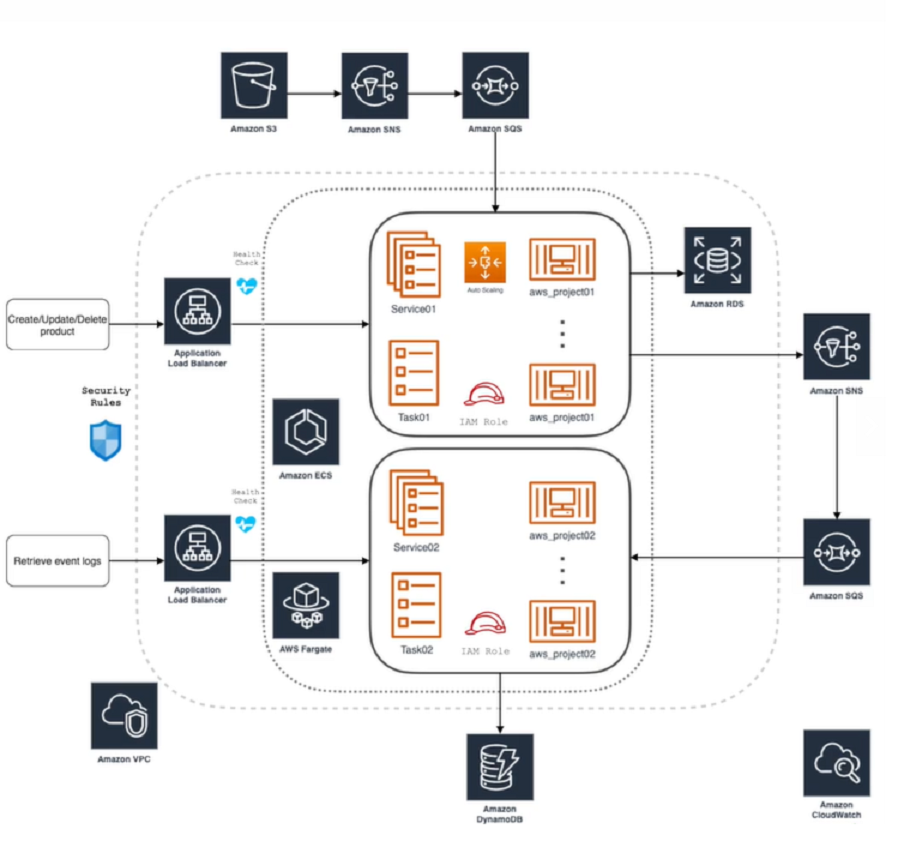 Amazon S3
Amazon SNS
Amazon SQS
Health
Check
Service01
Auto Scaling
aws_project01
Amazon RDS
Create/Update/Delete
product
Application
Load Balancer
Amazon SNS
Security
Rules
Task01
IAM Role
aws_project01
Amazon ECS
Health
Check
Service02
aws_project02
Retrieve event logs
Application
Load Balancer
Amazon SQS
AWS Fargate
Task02
IAM Role
aws_project02
Amazon VPC
Amazon
DynamoDB
Amazon
CloudWatch